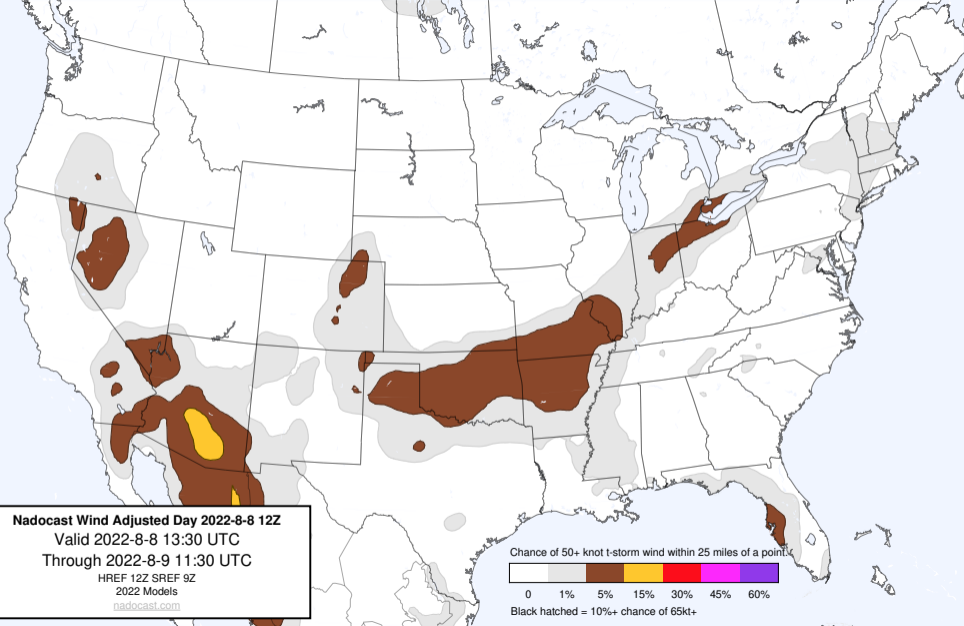 Nadocast Wind Adjusted Day 2022-8-8 12Z
Valid 2022-8-8 13:30 UTC
Through 2022-8-9 11:30 UTC
HREF 12Z SREF 9Z
2022 Models
nadocast.com
Chance of 50+ knot t-storm wind within 25 miles of a point.
0 1% 5% 15% 30% 45% 60%
Black hatched = 10%+ chance of 65kt+